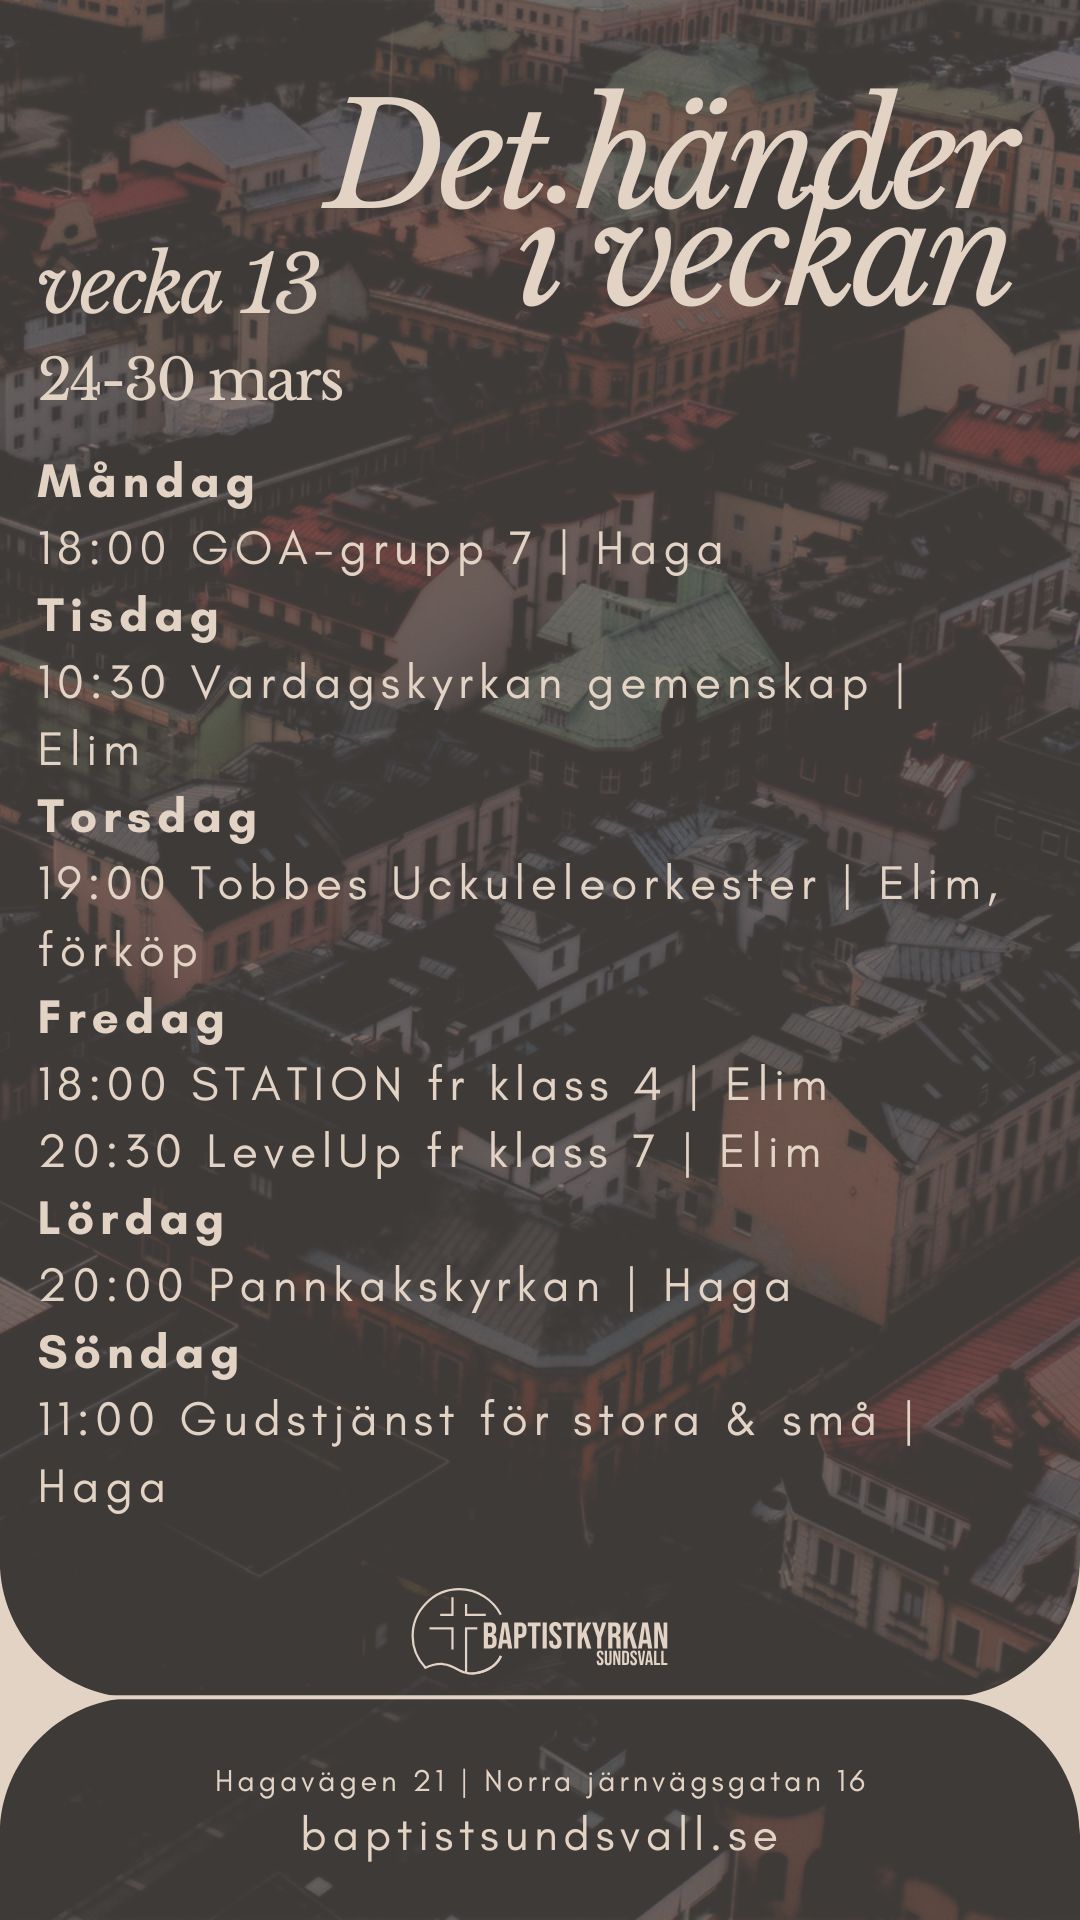 Det händer
i veckan
vecka 13
24-30 mars
Måndag
18:00 GOA-grupp 7 | Haga
Tisdag
10:30 Vardagskyrkan gemenskap |
Elim
Torsdag
19:00 Tobbes Uckuleleorkester | Elim,
förköp
Fredag
18:00 STATION fr klass 4 | Elim
20:30 LevelUp fr klass 7 | Elim
Lördag
20:00 Pannkakskyrkan | Haga
Söndag
11:00 Gudstjänst för stora & små |
Haga
BAPTISTKYRKAN
SUNDSVALL
Hagavägen 21 | Norra järnvägsgatan 16
baptistsundsvall.se